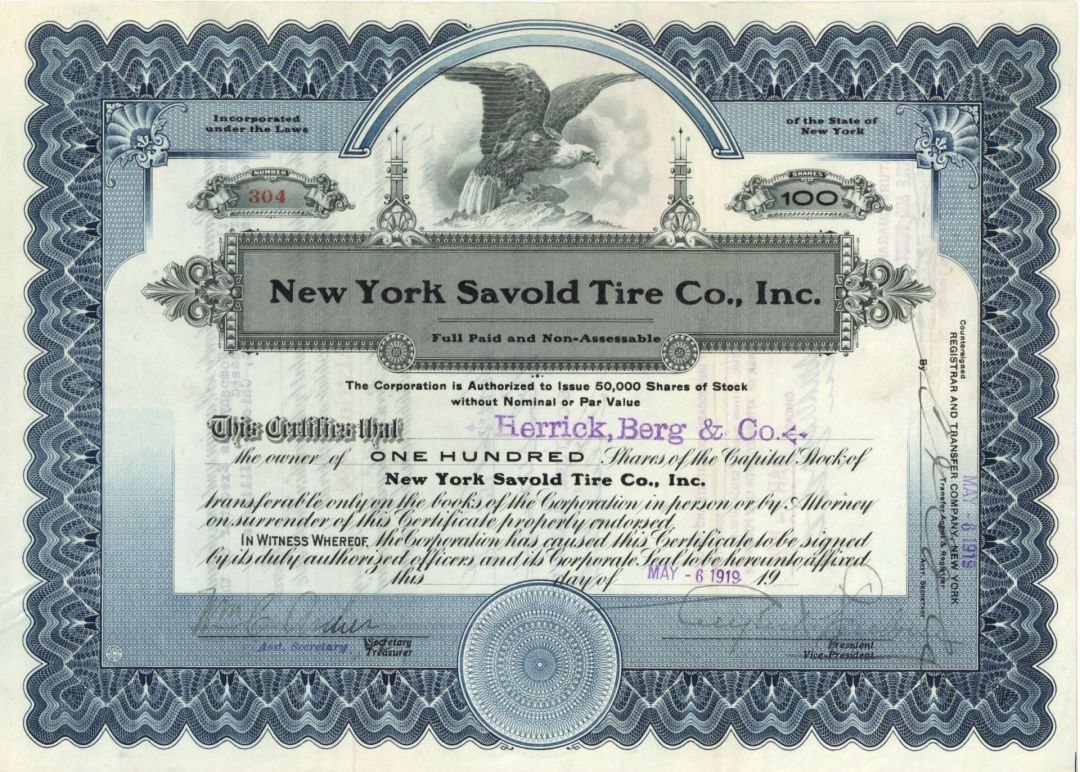 Incorporated
under the Laws
of the State of
New York
NUMBER
304
SHARES
100
New York Savold Tire Co., Inc.
Full Paid and Non-Assessable
The Corporation is Authorized to Issue 50,000 Shares of Stock
without Nominal or Par Value
This Certifies that Herrick, Berg & Co.
the owner of ONE HUNDRED Shares of the Capital Stock of
New York Savold Tire Co., Inc.
transferable only on the books of the Corporation in person or by Attorney
on surrender of this Certificate properly endorsed.
IN WITNESS WHEREOF, the Corporation has caused this Certificate to be signed
by its duly authorized officers and its Corporate Seal to be hereunto affixed
this day of MAY - 6 1919 19
Asst. Secretary
Secretary
Treasurer
President
Vice-President
Countersigned
REGISTRAR AND TRANSFER COMPANY-NEW YORK
Transfer Agent & Registrar
MAY 6 1919
By
Asst. Secretary